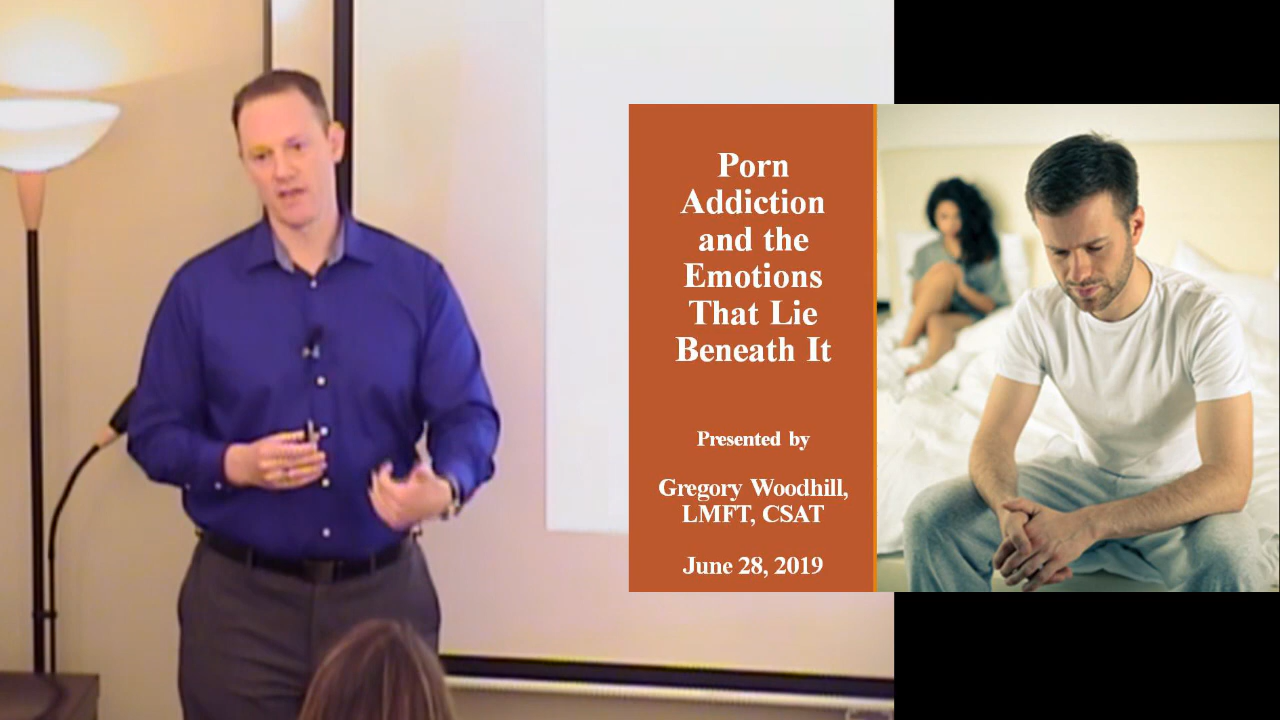 Porn
Addiction
and the
Emotions
That Lie
Beneath It
Presented by
Gregory Woodhill,
LMFT, CSAT
June 28, 2019